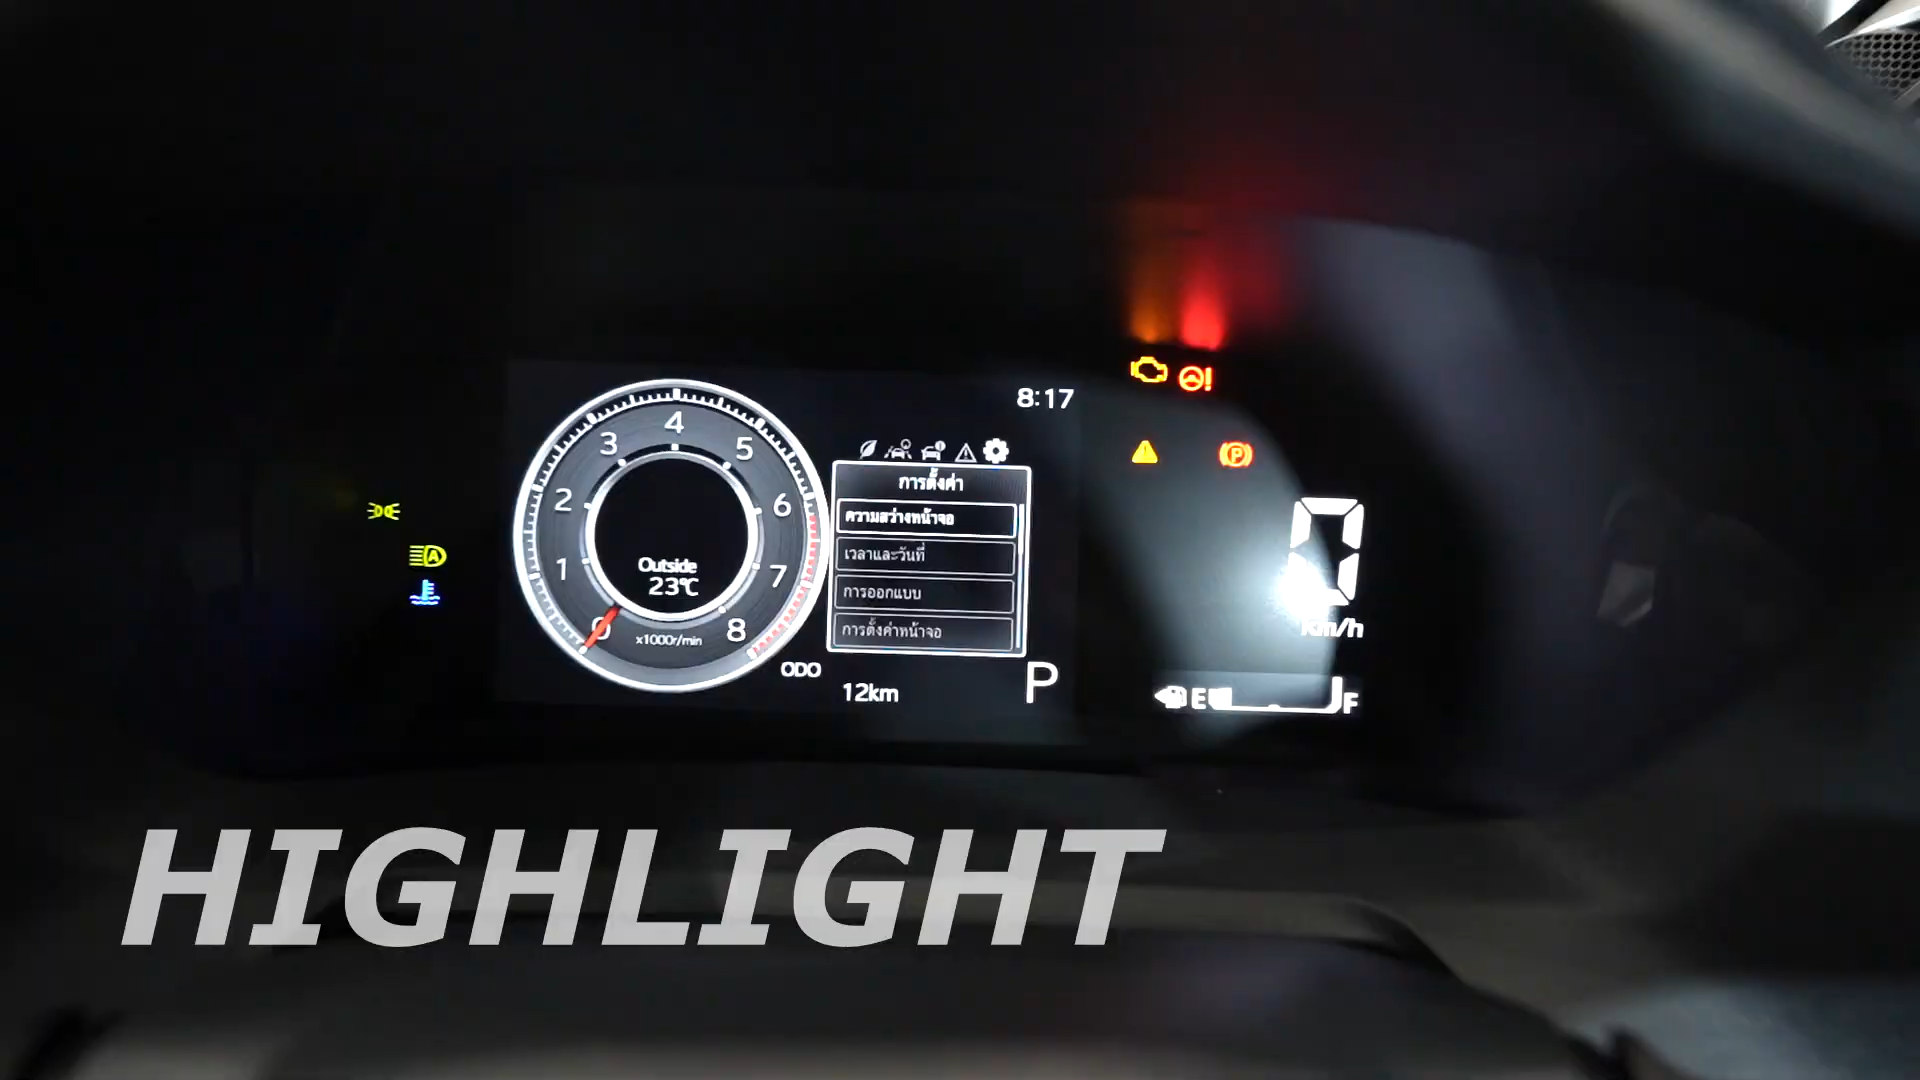 8:17
4
3
5
2
6
1
7
0
8
Outside
23℃
x1000r/min
การตั้งค่า
ความสว่างหน้าจอ
เวลาและวันที่
การออกแบบ
การตั้งค่าหน้าจอ
ODO
12km
P
A
P
0
km/h
E
F
HIGHLIGHT